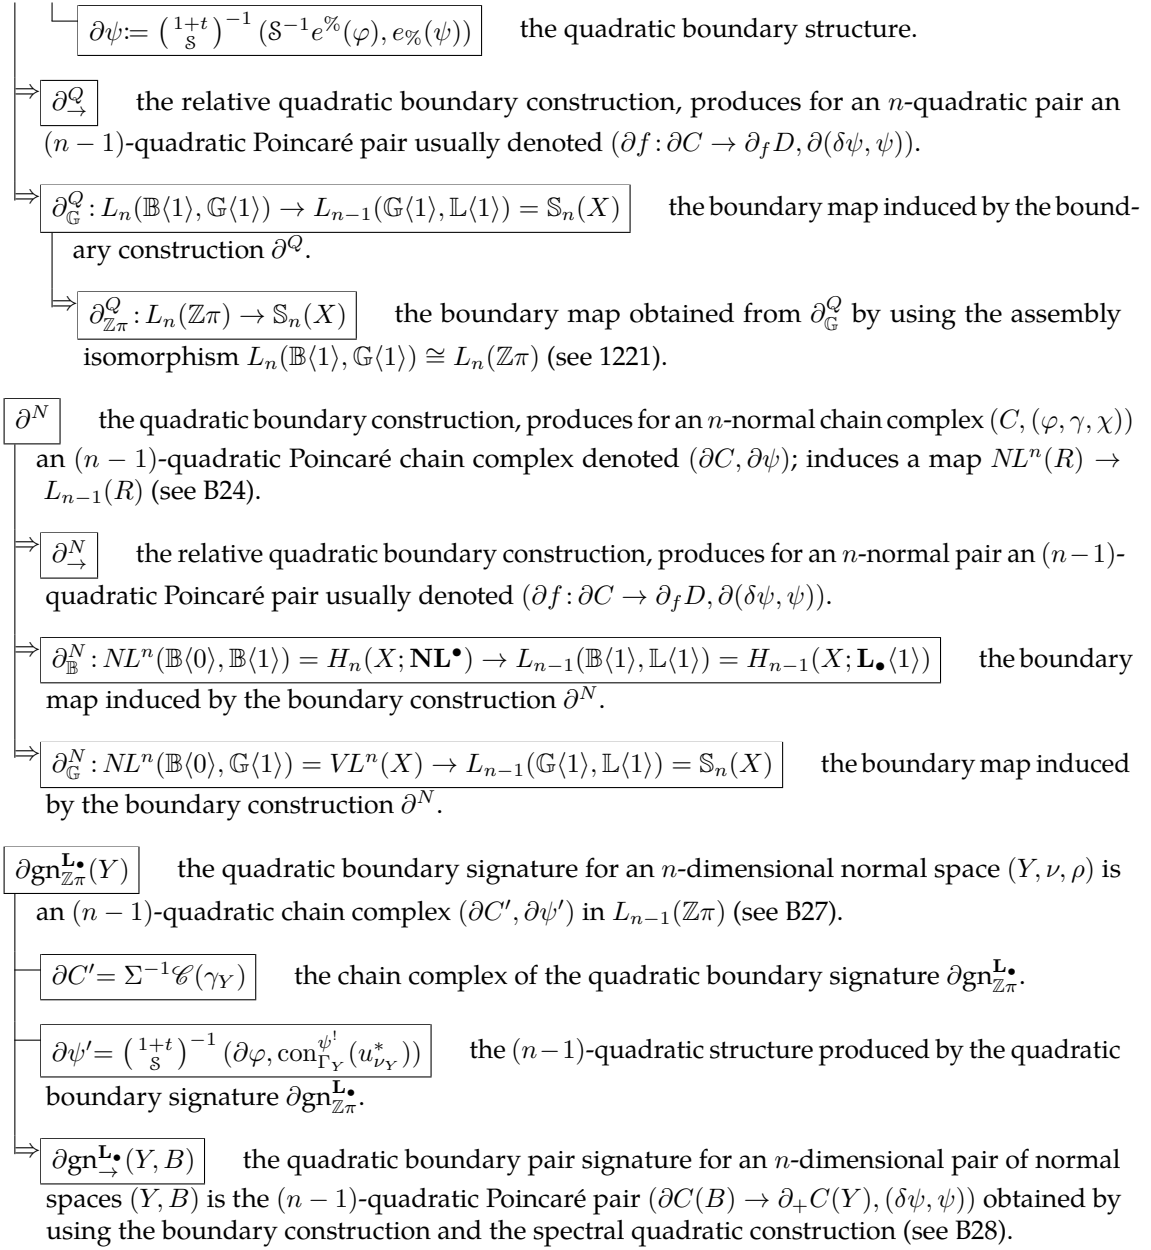 ∂ψ:= (1+t S)^{-1} (S^{-1}e^%(φ), e_%(ψ)) the quadratic boundary structure.
∂^Q_→ the relative quadratic boundary construction, produces for an n-quadratic pair an
(n − 1)-quadratic Poincaré pair usually denoted (∂f : ∂C → ∂_f D, ∂(δψ, ψ)).
∂^Q_𝔾 : L_n(𝔹⟨1⟩, 𝔾⟨1⟩) → L_{n−1}(𝔾⟨1⟩, 𝕃⟨1⟩) = 𝕊_n(X) the boundary map induced by the bound-
ary construction ∂^Q.
∂^Q_{ℤπ} : L_n(ℤπ) → 𝕊_n(X) the boundary map obtained from ∂^Q_𝔾 by using the assembly
isomorphism L_n(𝔹⟨1⟩, 𝔾⟨1⟩) ≅ L_n(ℤπ) (see 1221).
∂^N the quadratic boundary construction, produces for an n-normal chain complex (C, (φ, γ, χ))
an (n − 1)-quadratic Poincaré chain complex denoted (∂C, ∂ψ); induces a map NL^n(R) →
L_{n−1}(R) (see B24).
∂^N_→ the relative quadratic boundary construction, produces for an n-normal pair an (n − 1)-
quadratic Poincaré pair usually denoted (∂f : ∂C → ∂_f D, ∂(δψ, ψ)).
∂^N_𝔹 : NL^n(𝔹⟨0⟩, 𝔹⟨1⟩) = H_n(X; 𝐍𝐋^•) → L_{n−1}(𝔹⟨1⟩, 𝕃⟨1⟩) = H_{n−1}(X; 𝐋_•⟨1⟩) the boundary
map induced by the boundary construction ∂^N.
∂^N_𝔾 : NL^n(𝔹⟨0⟩, 𝔾⟨1⟩) = VL^n(X) → L_{n−1}(𝔾⟨1⟩, 𝕃⟨1⟩) = 𝕊_n(X) the boundary map induced
by the boundary construction ∂^N.
∂gn^{𝐋_•}_{ℤπ}(Y) the quadratic boundary signature for an n-dimensional normal space (Y, ν, ρ) is
an (n − 1)-quadratic chain complex (∂C′, ∂ψ′) in L_{n−1}(ℤπ) (see B27).
∂C′= Σ^{−1}𝒞(γ_Y) the chain complex of the quadratic boundary signature ∂gn^{𝐋_•}_{ℤπ}.
∂ψ′= (1+t S)^{-1} (∂φ, con^{ψ^!}_{Γ_Y}(u^*_{ν_Y})) the (n−1)-quadratic structure produced by the quadratic
boundary signature ∂gn^{𝐋_•}_{ℤπ}.
∂gn^{𝐋_•}_→(Y, B) the quadratic boundary pair signature for an n-dimensional pair of normal
spaces (Y, B) is the (n − 1)-quadratic Poincaré pair (∂C(B) → ∂_+C(Y), (δψ, ψ)) obtained by
using the boundary construction and the spectral quadratic construction (see B28).